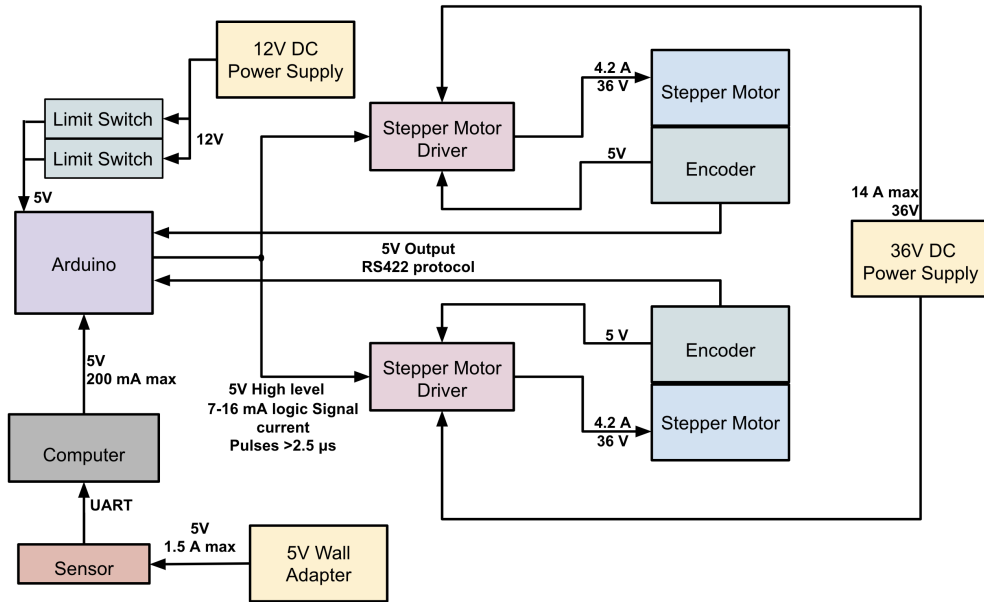 12V DC
Power Supply
Limit Switch
Limit Switch
12V
5V
Arduino
Stepper Motor
Driver
4.2 A
36 V
Stepper Motor
Encoder
5V
14 A max
36V
36V DC
Power Supply
5V Output
RS422 protocol
5V
200 mA max
5V High level
7-16 mA logic Signal
current
Pulses >2.5 µs
Stepper Motor
Driver
5 V
Encoder
4.2 A
36 V
Stepper Motor
Computer
UART
Sensor
5V
1.5 A max
5V Wall
Adapter